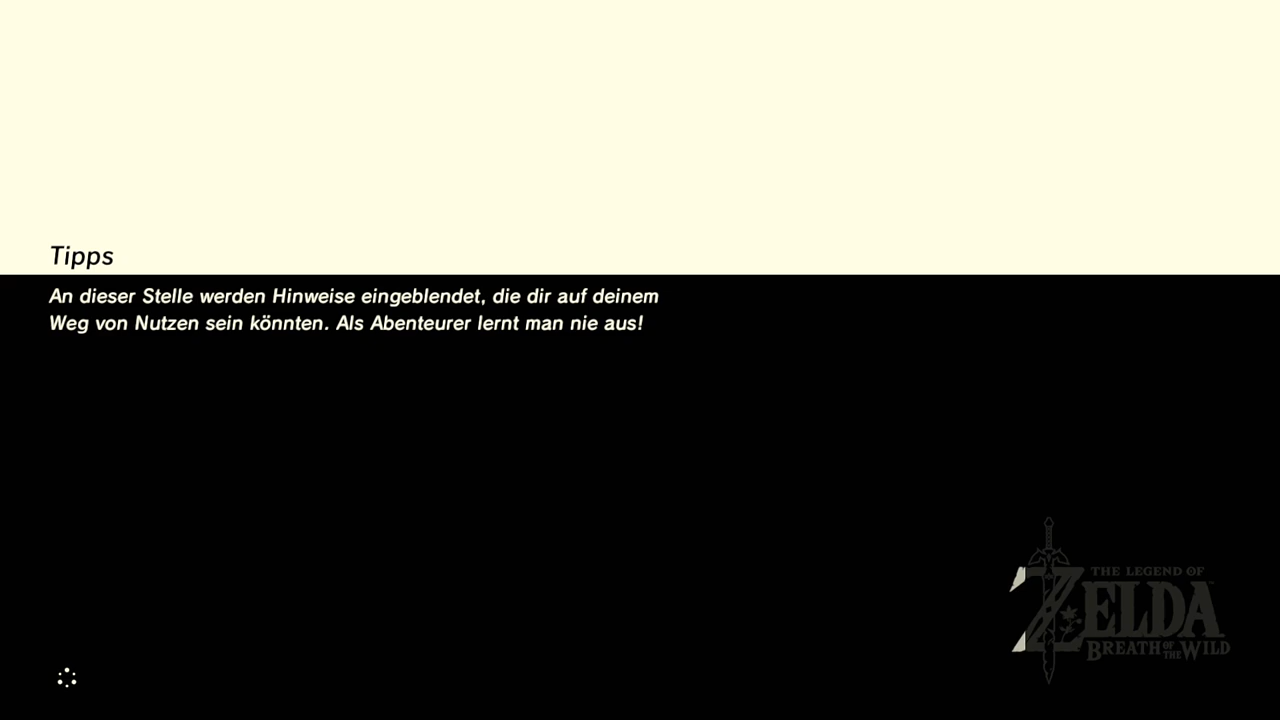 Tipps
An dieser Stelle werden Hinweise eingeblendet, die dir auf deinem
Weg von Nutzen sein könnten. Als Abenteurer lernt man nie aus!
THE LEGEND OF
ZELDA
BREATH OF THE WILD